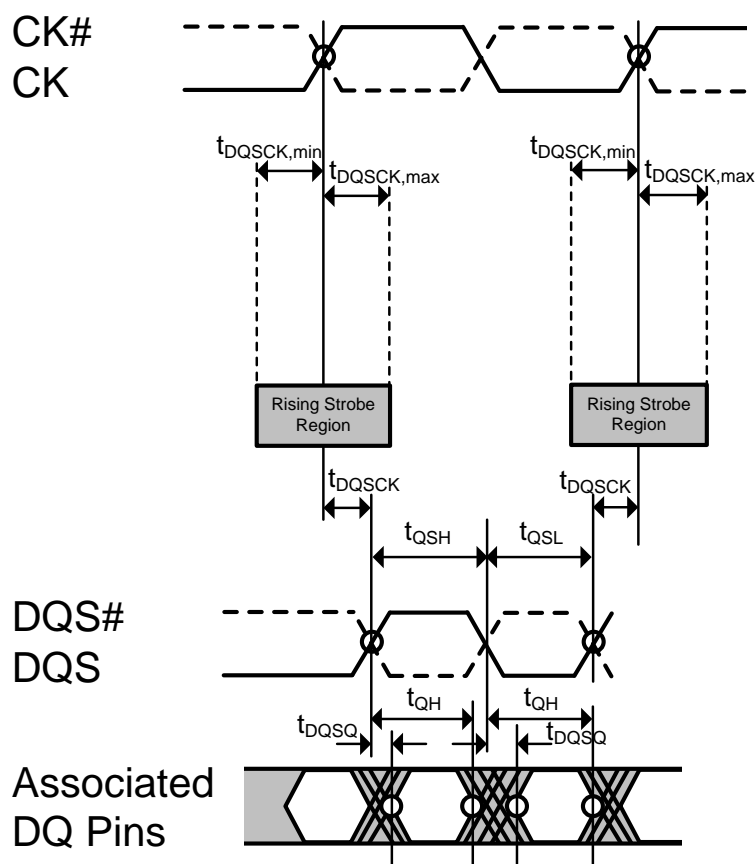 CK#
CK
tDQSCK,min
tDQSCK,max
tDQSCK,min
tDQSCK,max
Rising Strobe
Region
Rising Strobe
Region
tDQSCK
tDQSCK
tQSH
tQSL
DQS#
DQS
tQH
tQH
tDQSQ
tDQSQ
Associated
DQ Pins